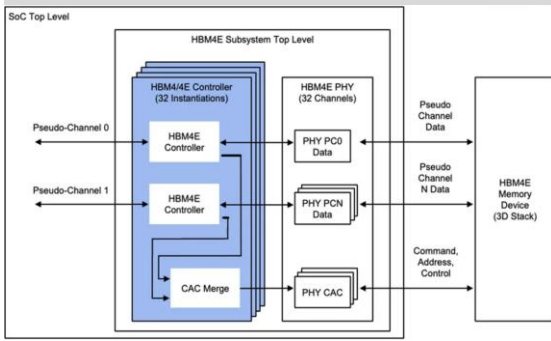 SoC Top Level
HBM4E Subsystem Top Level
HBM4/4E Controller
(32 Instantiations)
HBM4E PHY
(32 Channels)
Pseudo-Channel 0
HBM4E
Controller
PHY PC0
Data
Pseudo
Channel
Data
Pseudo-Channel 1
HBM4E
Controller
PHY PCN
Data
Pseudo
Channel
N Data
HBM4E
Memory
Device
(3D Stack)
CAC Merge
PHY CAC
Command,
Address,
Control